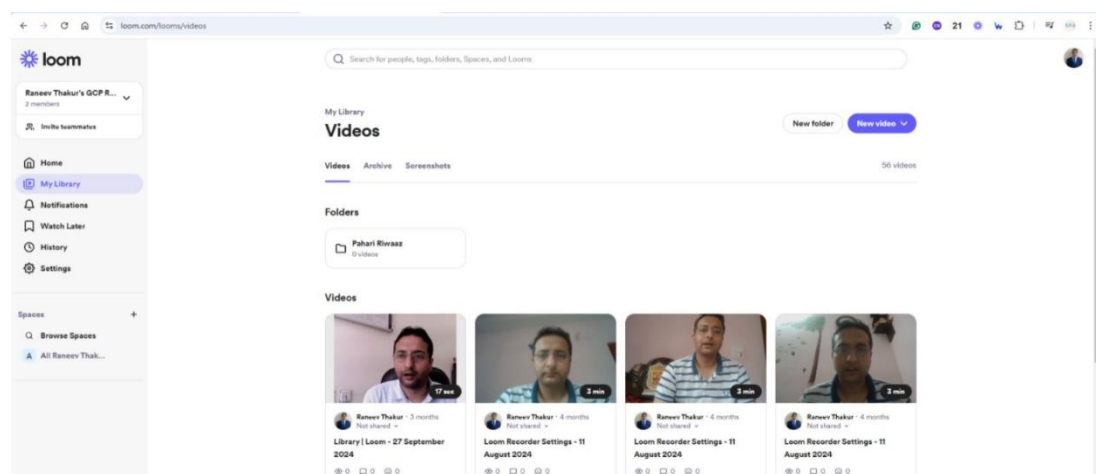 loom.com/looms/videos
21
loom
Search for people, tags, folders, Spaces, and Looms
Raneev Thakur's GCP R...
2 members
Invite teammates
Home
My Library
Notifications
Watch Later
History
Settings
Spaces
+
Browse Spaces
A All Raneev Thak...
My Library
Videos
New folder
New video
Videos Archive Screenshots
56 videos
Folders
Pahari Riwaaz
0 videos
Videos
17 sec
Raneev Thakur · 3 months
Not shared
Library | Loom - 27 September
2024
0 0 0
3 min
Raneev Thakur · 4 months
Not shared
Loom Recorder Settings - 11
August 2024
0 0 0
3 min
Raneev Thakur · 4 months
Not shared
Loom Recorder Settings - 11
August 2024
0 0 0
3 min
Raneev Thakur · 4 months
Not shared
Loom Recorder Settings - 11
August 2024
0 0 0